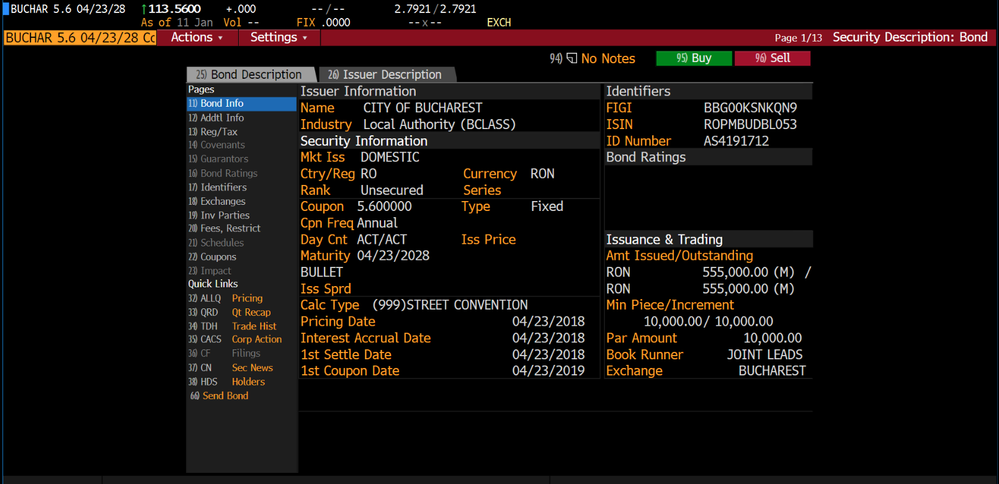 BUCHAR 5.6 04/23/28 ↑113.5600 +.000 --/-- 2.7921/2.7921
As of 11 Jan Vol -- FIX .0000 --x-- EXCH
BUCHAR 5.6 04/23/28 Co Actions Settings Page 1/13 Security Description: Bond
94) No Notes 95) Buy 96) Sell
25) Bond Description 26) Issuer Description
Pages
11) Bond Info
12) Addtl Info
13) Reg/Tax
14) Covenants
15) Guarantors
16) Bond Ratings
17) Identifiers
18) Exchanges
19) Inv Parties
20) Fees, Restrict
21) Schedules
22) Coupons
23) Impact
Quick Links
32) ALLQ Pricing
33) QRD Qt Recap
34) TDH Trade Hist
35) CACS Corp Action
36) CF Filings
37) CN Sec News
38) HDS Holders
66) Send Bond
Issuer Information
Name CITY OF BUCHAREST
Industry Local Authority (BCLASS)
Security Information
Mkt Iss DOMESTIC
Ctry/Reg RO Currency RON
Rank Unsecured Series
Coupon 5.600000 Type Fixed
Cpn Freq Annual
Day Cnt ACT/ACT Iss Price
Maturity 04/23/2028
BULLET
Iss Sprd
Calc Type (999)STREET CONVENTION
Pricing Date 04/23/2018
Interest Accrual Date 04/23/2018
1st Settle Date 04/23/2018
1st Coupon Date 04/23/2019
Identifiers
FIGI BBG00KSNKQN9
ISIN ROPMBUDBL053
ID Number AS4191712
Bond Ratings
Issuance & Trading
Amt Issued/Outstanding
RON 555,000.00 (M) /
RON 555,000.00 (M)
Min Piece/Increment
10,000.00/ 10,000.00
Par Amount 10,000.00
Book Runner JOINT LEADS
Exchange BUCHAREST